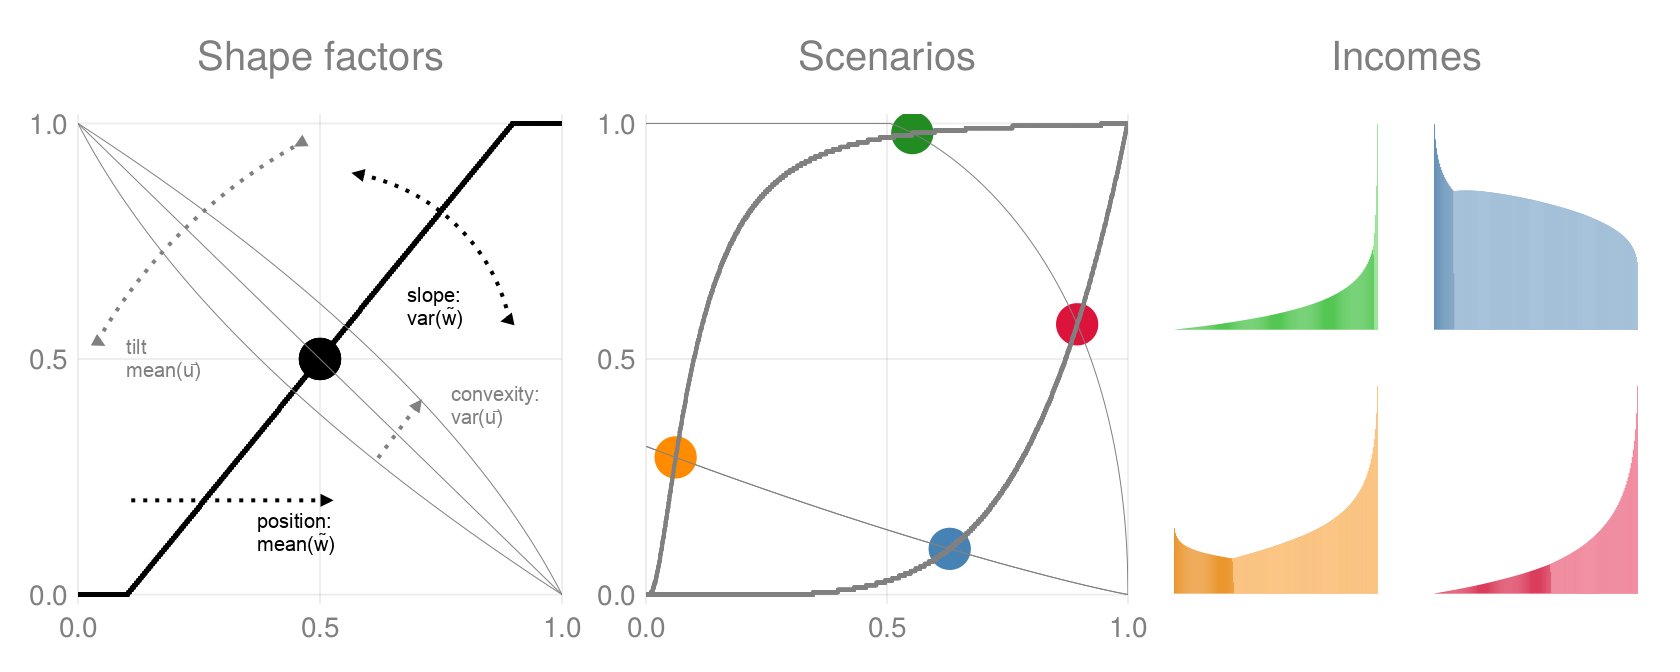 Shape factors
Scenarios
Incomes
1.0
0.5
0.0
0.0
0.5
1.0
tilt
mean(ū)
slope:
var(w̃)
convexity:
var(ū)
position:
mean(w̃)
1.0
0.5
0.0
0.0
0.5
1.0